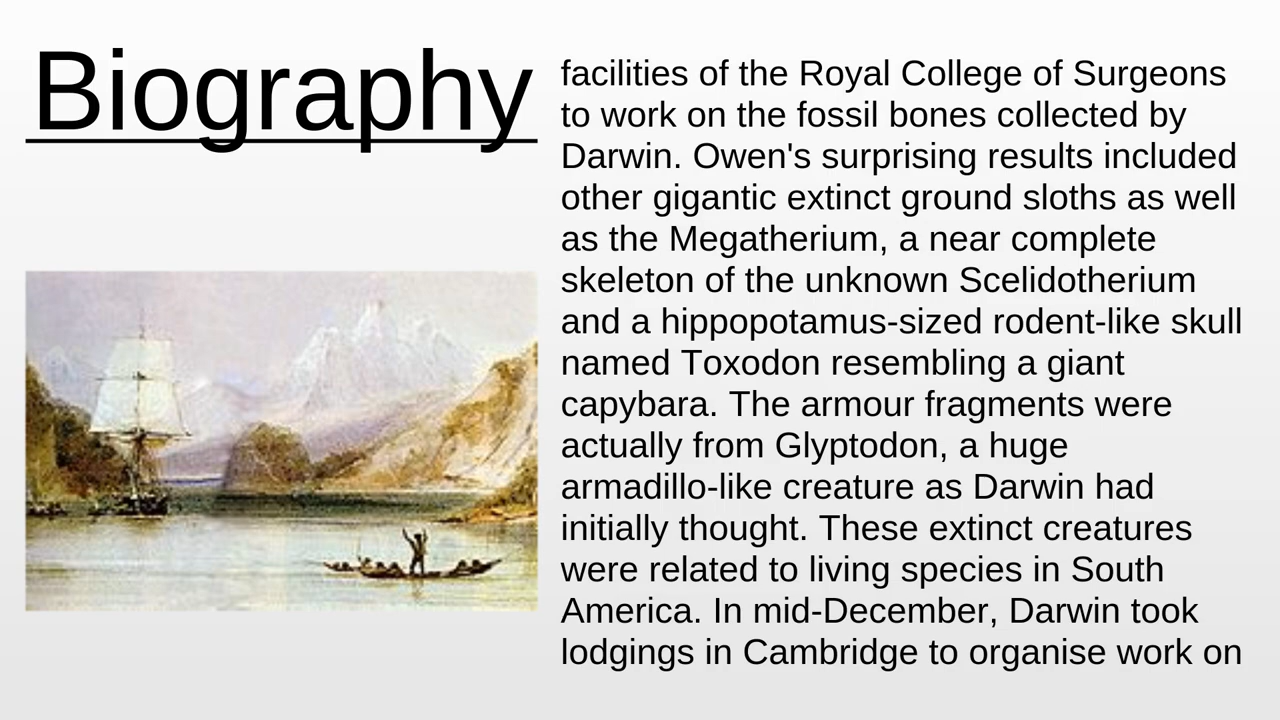 Biography
facilities of the Royal College of Surgeons
to work on the fossil bones collected by
Darwin. Owen's surprising results included
other gigantic extinct ground sloths as well
as the Megatherium, a near complete
skeleton of the unknown Scelidotherium
and a hippopotamus-sized rodent-like skull
named Toxodon resembling a giant
capybara. The armour fragments were
actually from Glyptodon, a huge
armadillo-like creature as Darwin had
initially thought. These extinct creatures
were related to living species in South
America. In mid-December, Darwin took
lodgings in Cambridge to organise work on